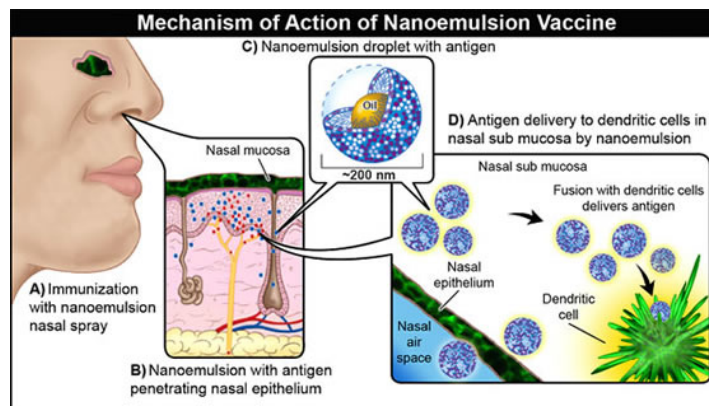 Mechanism of Action of Nanoemulsion Vaccine
C) Nanoemulsion droplet with antigen
Oil
~200 nm
Nasal mucosa
A) Immunization
with nanoemulsion
nasal spray
B) Nanoemulsion with antigen
penetrating nasal epithelium
D) Antigen delivery to dendritic cells in
nasal sub mucosa by nanoemulsion
Nasal sub mucosa
Fusion with dendritic cells
delivers antigen
Nasal
epithelium
Nasal
air
space
Dendritic
cell